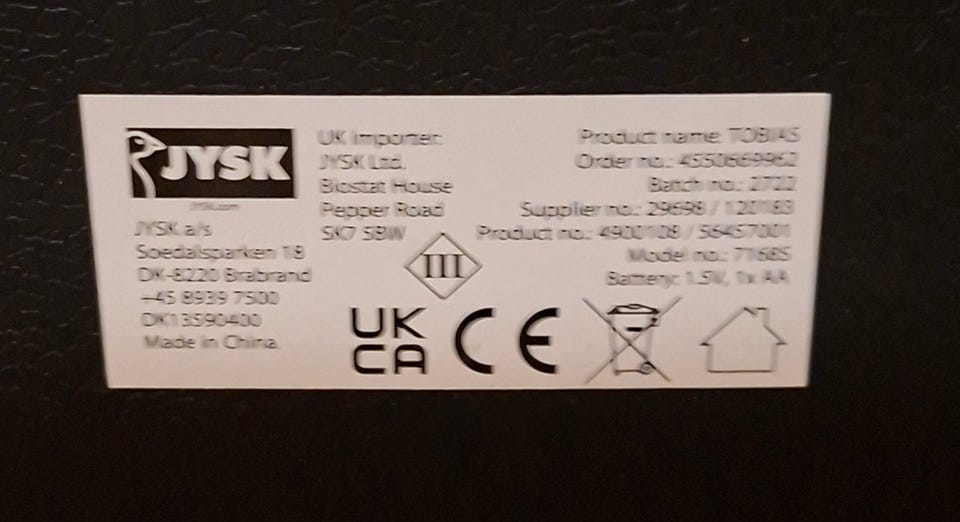 JYSK
JYSK.com
JYSK a/s
Soedalsparken 18
DK-8220 Brabrand
+45 8939 7500
DK13590400
Made in China
UK Importer:
JYSK Ltd.
Biostat House
Pepper Road
SK7 5BW
Product name: TOBIAS
Order no.: 4550669962
Batch no.: 2722
Supplier no.: 29698 / 120183
Product no.: 4900108 / 56457001
Model no.:
Battery: 1.5V, 1x AA
III
UK
CA
CE